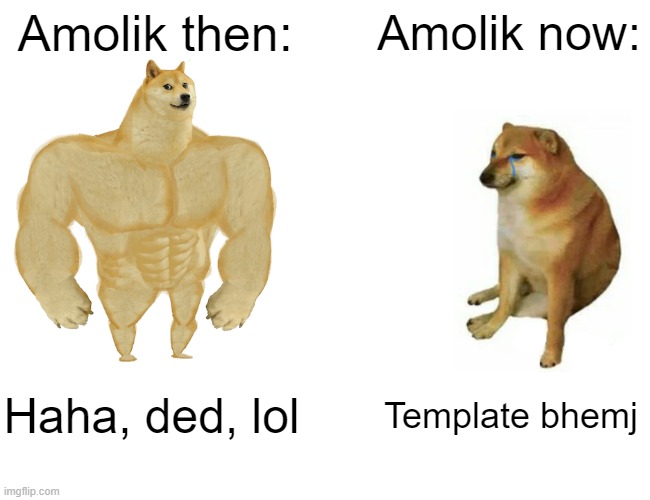 Amolik then:
Amolik now:
Haha, ded, lol
Template bhemj
imgflip.com